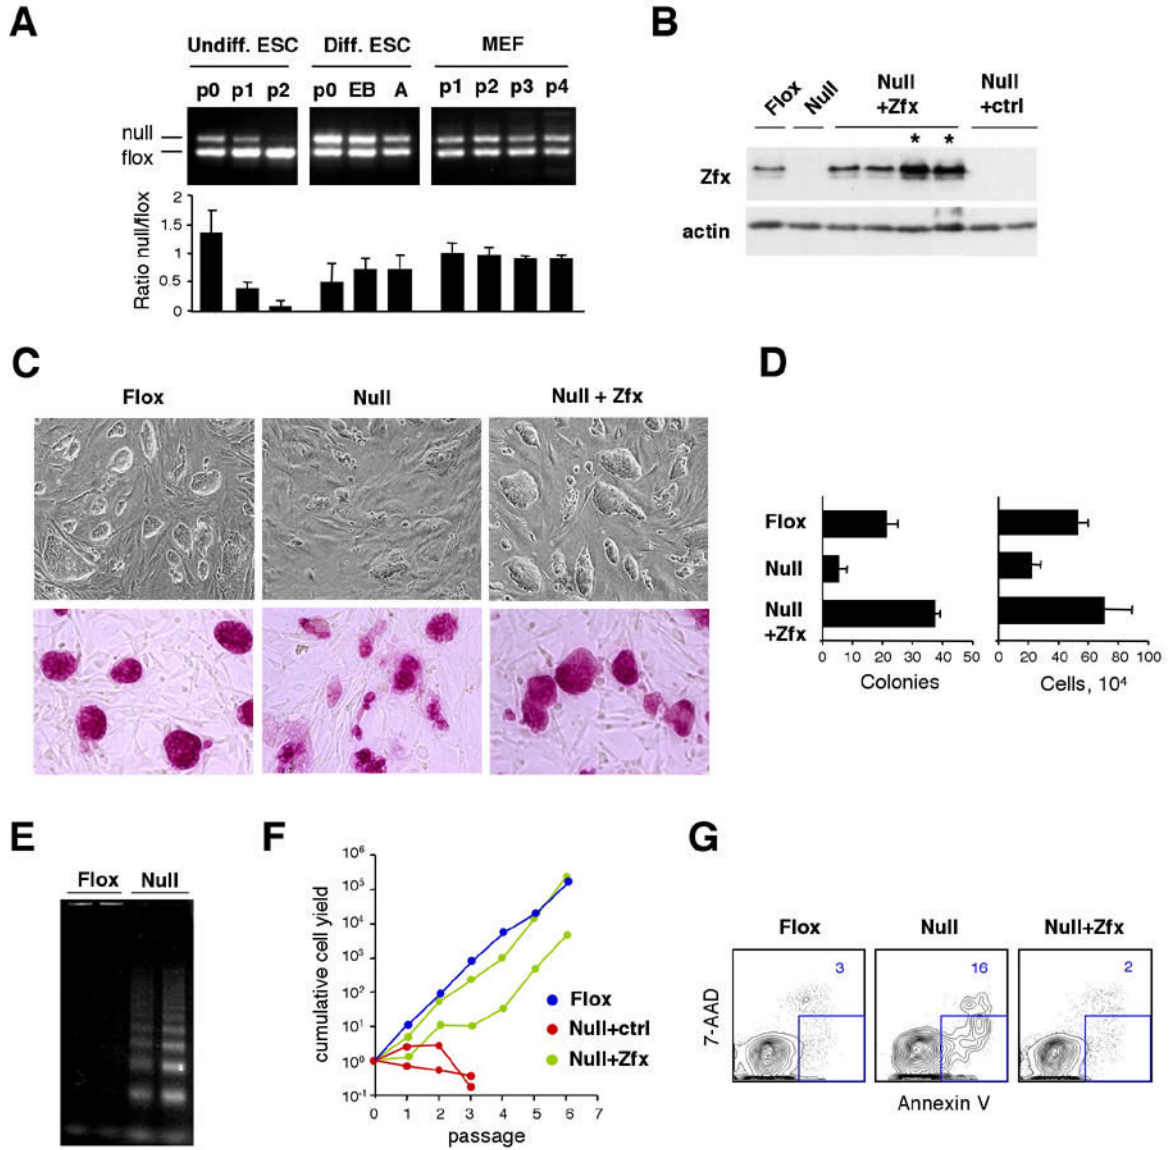 A
Undiff. ESC Diff. ESC MEF
p0 p1 p2 p0 EB A p1 p2 p3 p4
null
flox
Ratio null/flox
2
1.5
1
0.5
0
B
Flox Null Null +Zfx Null +ctrl
* *
Zfx
actin
C
Flox Null Null + Zfx
D
Flox
Null
Null
+Zfx
0 10 20 30 40 50
Colonies
0 20 40 60 80 100
Cells, 10⁴
E
Flox Null
F
cumulative cell yield
10⁶
10⁵
10⁴
10³
10²
10¹
10⁰
10⁻¹
0 1 2 3 4 5 6 7
passage
Flox
Null+ctrl
Null+Zfx
G
Flox Null Null+Zfx
3 16 2
7-AAD
Annexin V